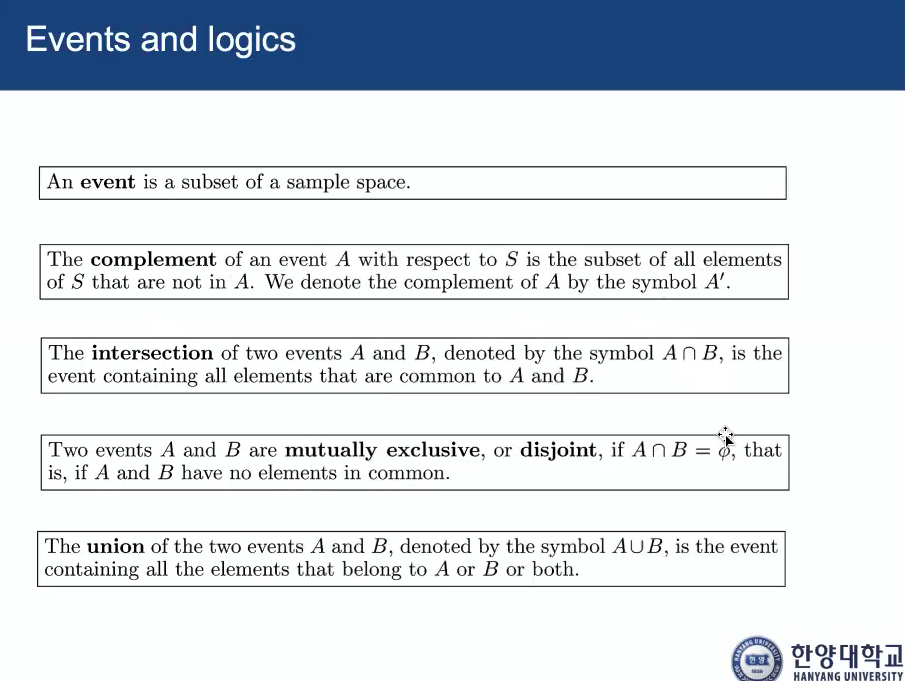 Events and logics
An event is a subset of a sample space.
The complement of an event A with respect to S is the subset of all elements
of S that are not in A. We denote the complement of A by the symbol A′.
The intersection of two events A and B, denoted by the symbol A ∩ B, is the
event containing all elements that are common to A and B.
Two events A and B are mutually exclusive, or disjoint, if A ∩ B = ϕ, that
is, if A and B have no elements in common.
The union of the two events A and B, denoted by the symbol A ∪ B, is the event
containing all the elements that belong to A or B or both.
한양대학교
HANYANG UNIVERSITY